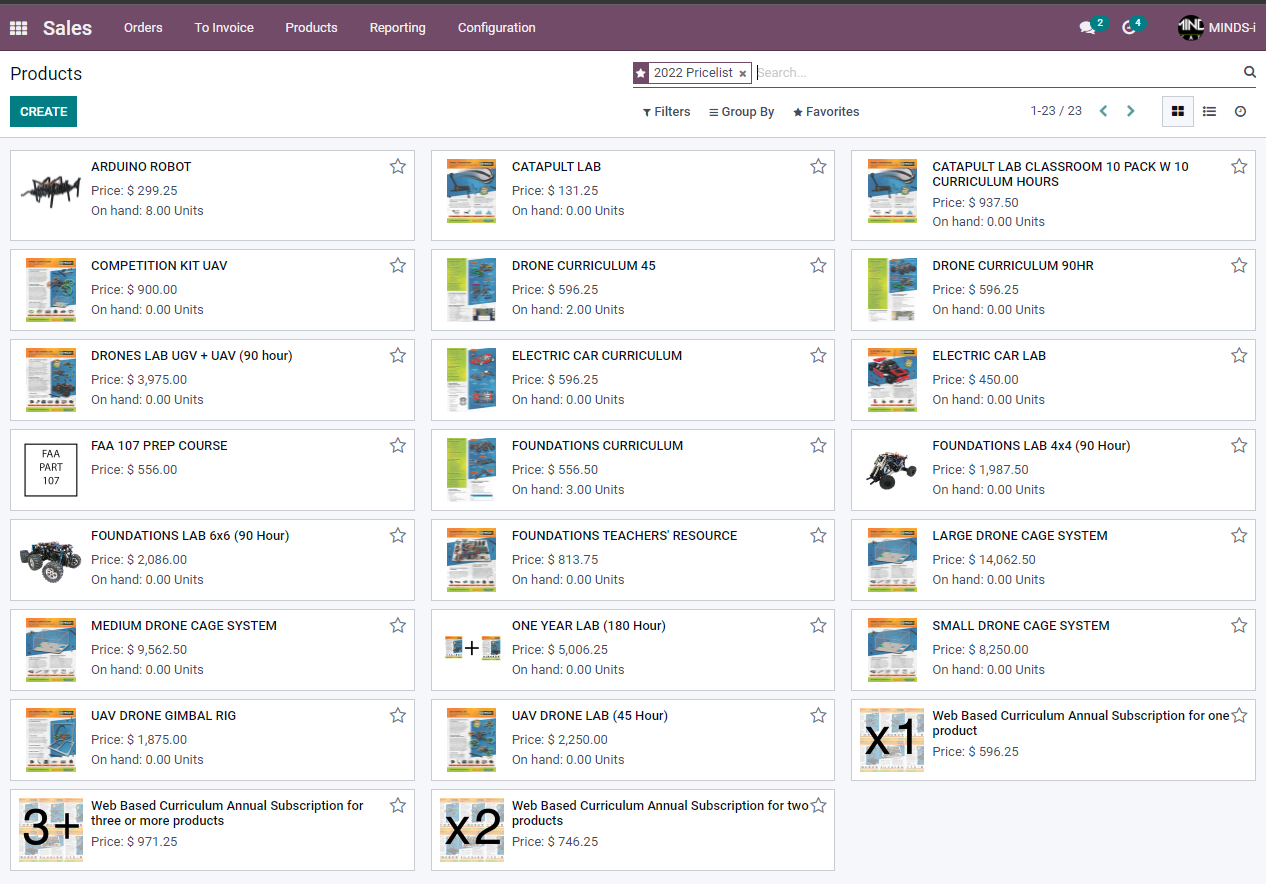 Sales Orders To Invoice Products Reporting Configuration 2 4 MINDS-i
Products
2022 Pricelist × Search...
CREATE Filters Group By Favorites 1-23 / 23
ARDUINO ROBOT
Price: $ 299.25
On hand: 8.00 Units
CATAPULT LAB
Price: $ 131.25
On hand: 0.00 Units
CATAPULT LAB CLASSROOM 10 PACK W 10
CURRICULUM HOURS
Price: $ 937.50
On hand: 0.00 Units
COMPETITION KIT UAV
Price: $ 900.00
On hand: 0.00 Units
DRONE CURRICULUM 45
Price: $ 596.25
On hand: 2.00 Units
DRONE CURRICULUM 90HR
Price: $ 596.25
On hand: 0.00 Units
DRONES LAB UGV + UAV (90 hour)
Price: $ 3,975.00
On hand: 0.00 Units
ELECTRIC CAR CURRICULUM
Price: $ 596.25
On hand: 0.00 Units
ELECTRIC CAR LAB
Price: $ 450.00
On hand: 0.00 Units
FAA
PART
107
FAA 107 PREP COURSE
Price: $ 556.00
FOUNDATIONS CURRICULUM
Price: $ 556.50
On hand: 3.00 Units
FOUNDATIONS LAB 4x4 (90 Hour)
Price: $ 1,987.50
On hand: 0.00 Units
FOUNDATIONS LAB 6x6 (90 Hour)
Price: $ 2,086.00
On hand: 0.00 Units
FOUNDATIONS TEACHERS' RESOURCE
Price: $ 813.75
On hand: 0.00 Units
LARGE DRONE CAGE SYSTEM
Price: $ 14,062.50
On hand: 0.00 Units
MEDIUM DRONE CAGE SYSTEM
Price: $ 9,562.50
On hand: 0.00 Units
+
ONE YEAR LAB (180 Hour)
Price: $ 5,006.25
On hand: 0.00 Units
SMALL DRONE CAGE SYSTEM
Price: $ 8,250.00
On hand: 0.00 Units
UAV DRONE GIMBAL RIG
Price: $ 1,875.00
On hand: 0.00 Units
UAV DRONE LAB (45 Hour)
Price: $ 2,250.00
On hand: 0.00 Units
x1
Web Based Curriculum Annual Subscription for one
product
Price: $ 596.25
3+
Web Based Curriculum Annual Subscription for
three or more products
Price: $ 971.25
x2
Web Based Curriculum Annual Subscription for two
products
Price: $ 746.25